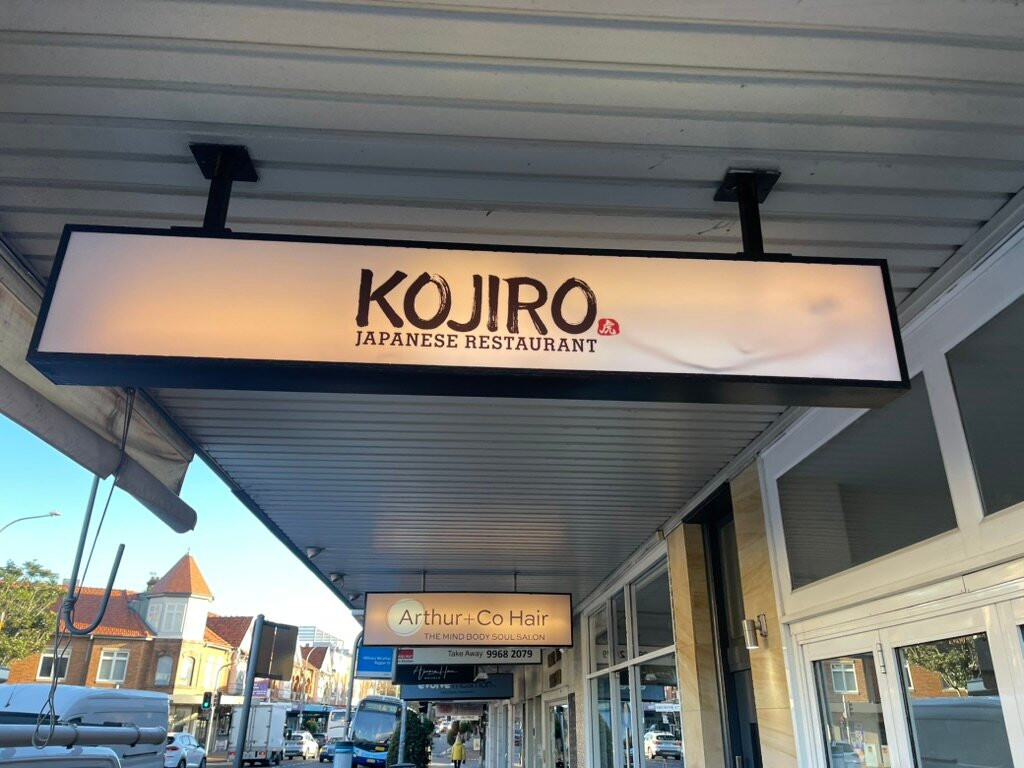 KOJIRO
虎
JAPANESE RESTAURANT
Arthur+Co Hair
THE MIND BODY SOUL SALON
Take Away 9968 2079